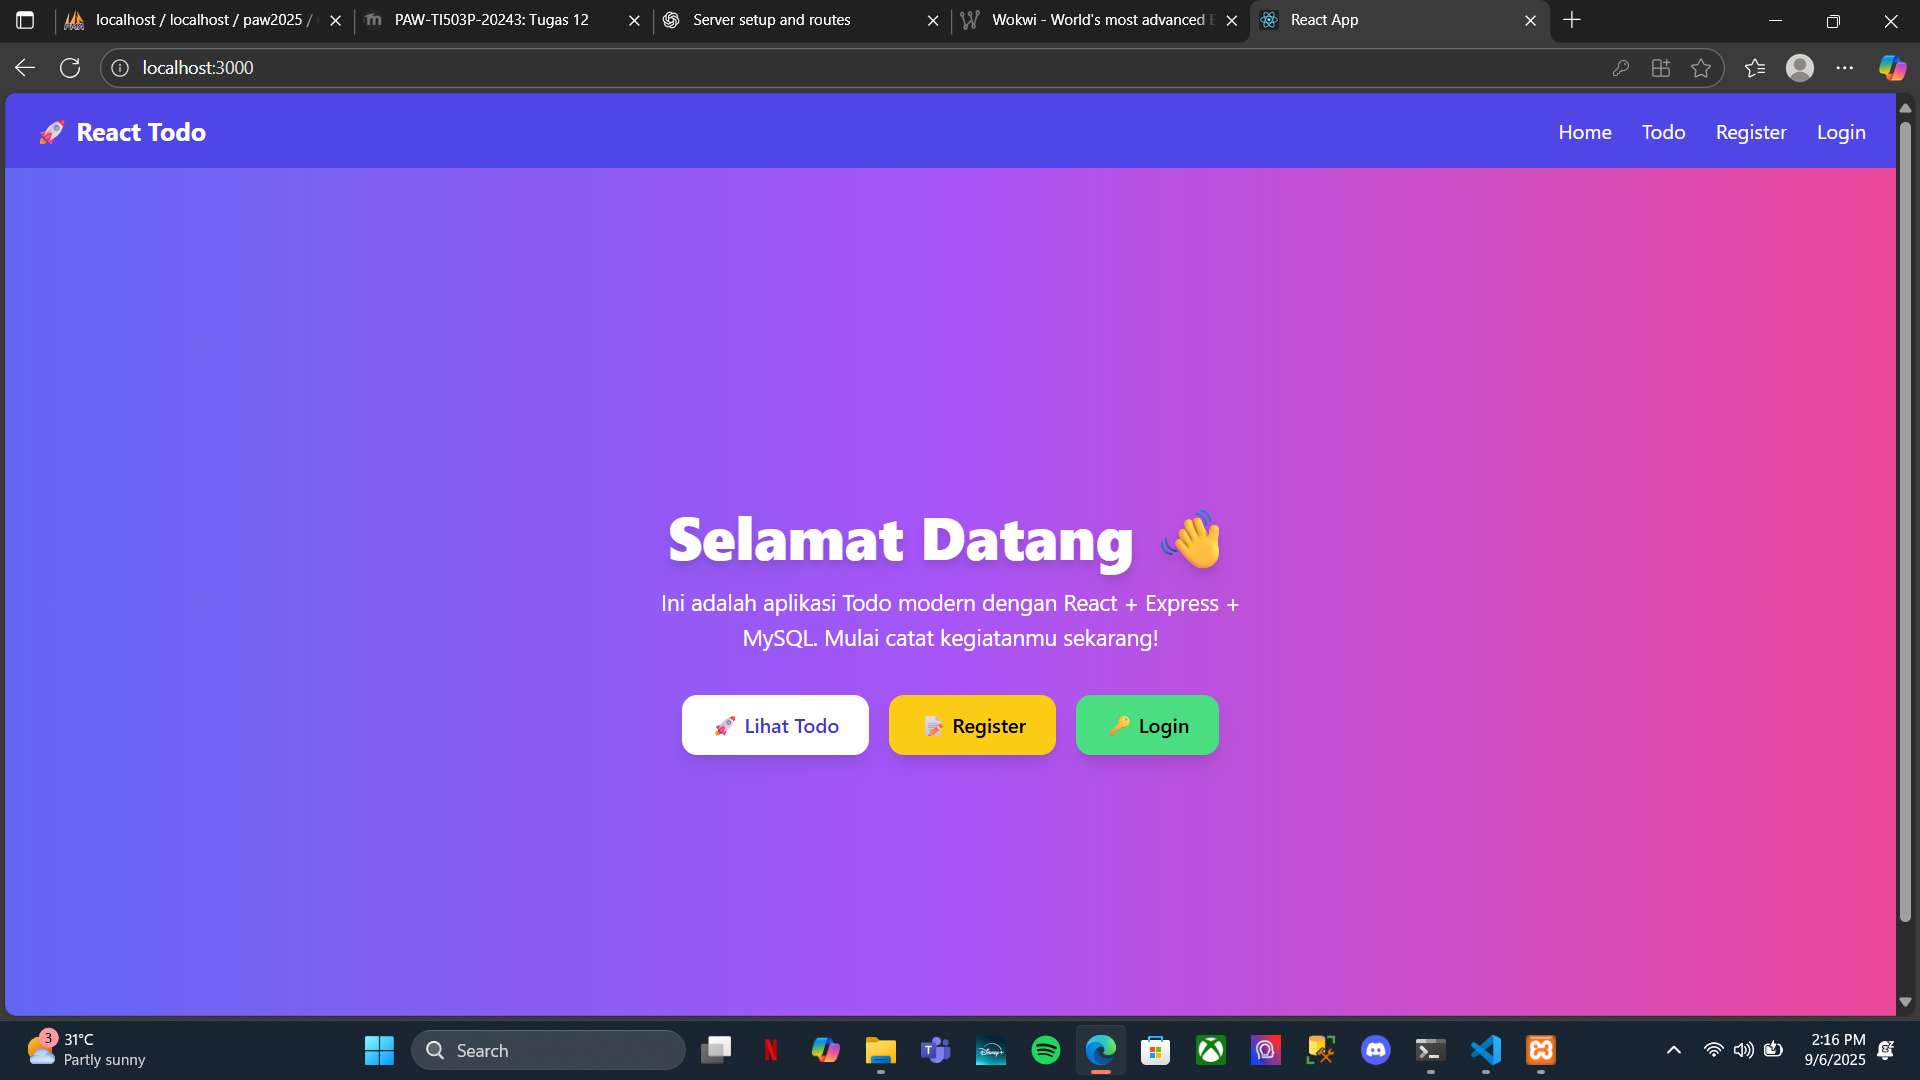 localhost / localhost / paw2025 /
PAW-TI503P-20243: Tugas 12
Server setup and routes
Wokwi - World's most advanced
React App
localhost:3000
🚀 React Todo
Home
Todo
Register
Login
Selamat Datang 👋
Ini adalah aplikasi Todo modern dengan React + Express +
MySQL. Mulai catat kegiatanmu sekarang!
🚀 Lihat Todo
📝 Register
🔑 Login
3
31°C
Partly sunny
Search
Disney+
2:16 PM
9/6/2025